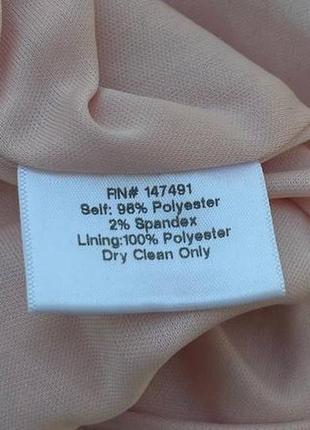 RN# 147491
Self: 98% Polyester
2% Spandex
Lining:100% Polyester
Dry Clean Only